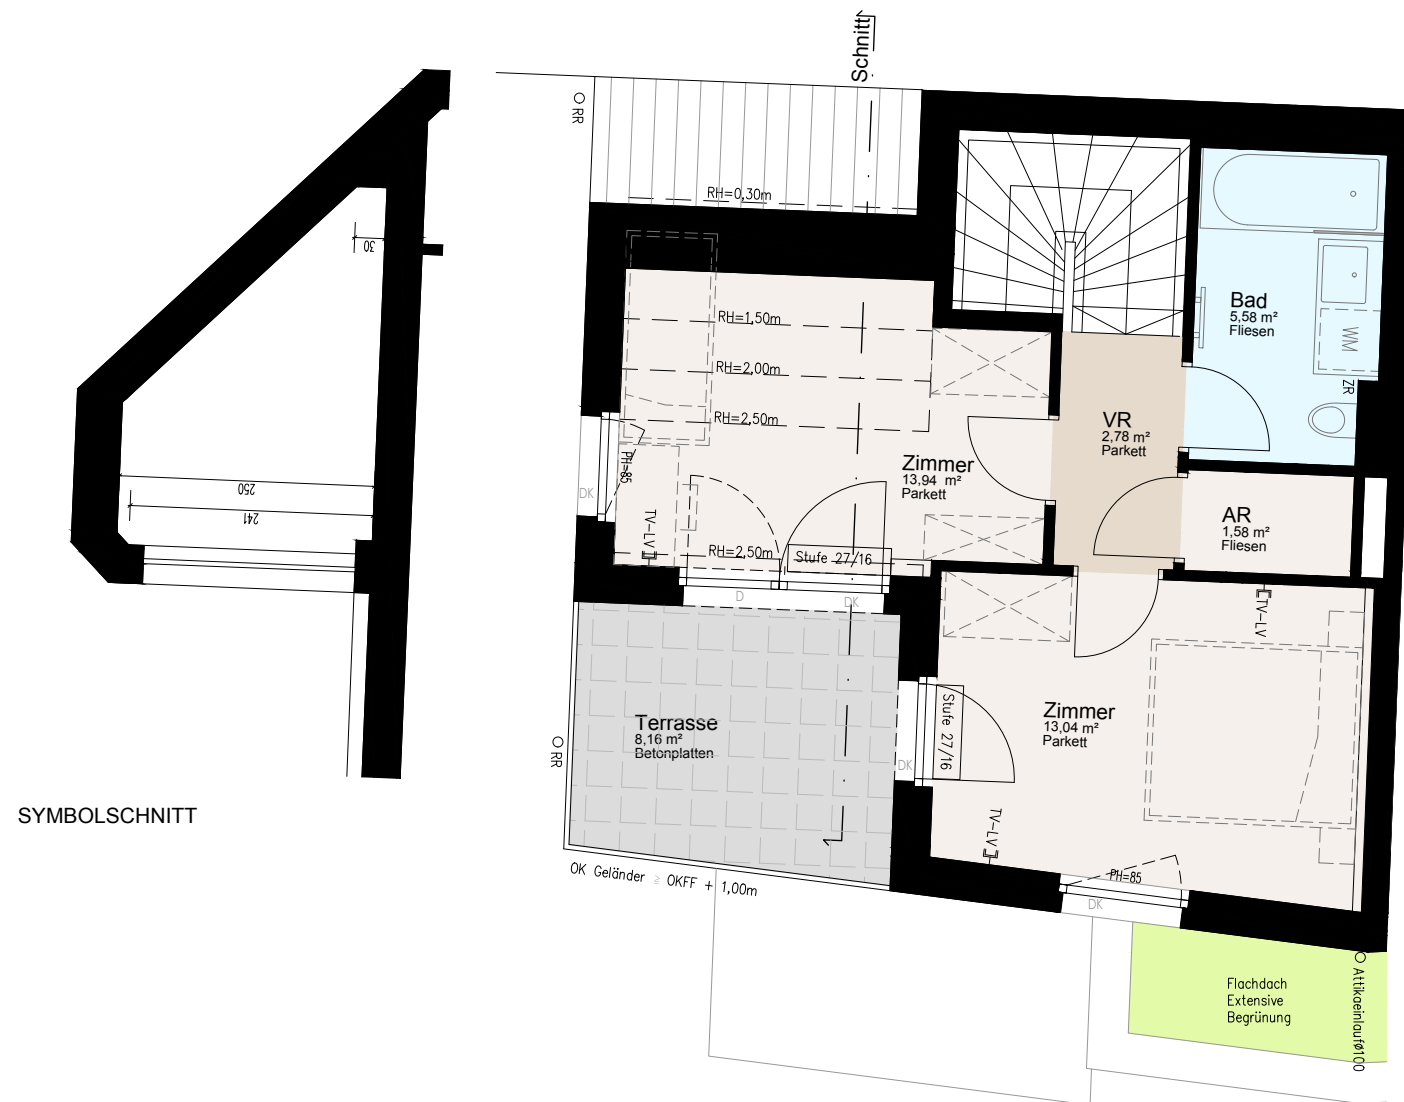 Schnitt
RR
RH=0,30m
30
RH=1,50m
RH=2,00m
RH=2,50m
Bad
5,58 m²
Fliesen
WM
ZR
VR
2,78 m²
Parkett
Zimmer
13,94 m²
Parkett
PH=85
DK
250
241
TV-LV
RH=2,50m
Stufe 27/16
D
DK
AR
1,58 m²
Fliesen
TV-LV
Terrasse
8,16 m²
Betonplatten
RR
Stufe 27/16
DK
Zimmer
13,04 m²
Parkett
TV-LV
PH=85
DK
SYMBOLSCHNITT
OK Geländer ≥ OKFF + 1,00m
Flachdach
Extensive
Begrünung
Attikaeinlaufø100